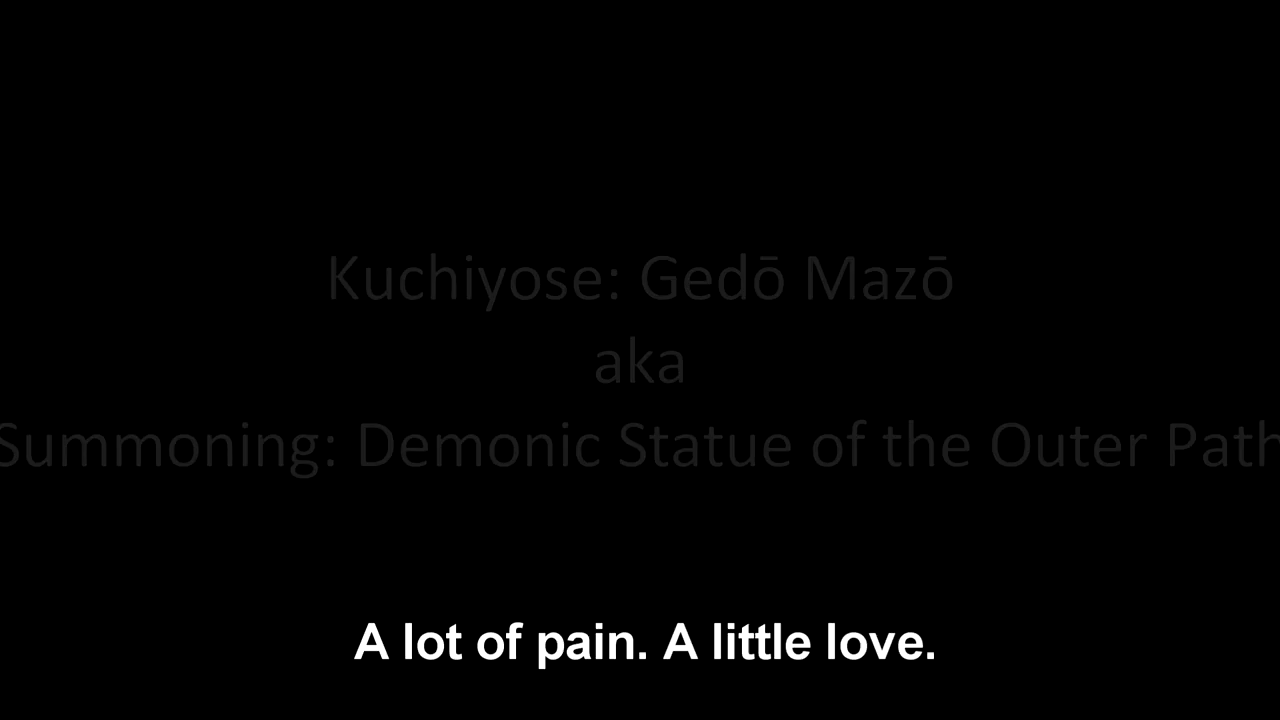 Kuchiyose: Gedō Mazō
aka
Summoning: Demonic Statue of the Outer Path
A lot of pain. A little love.